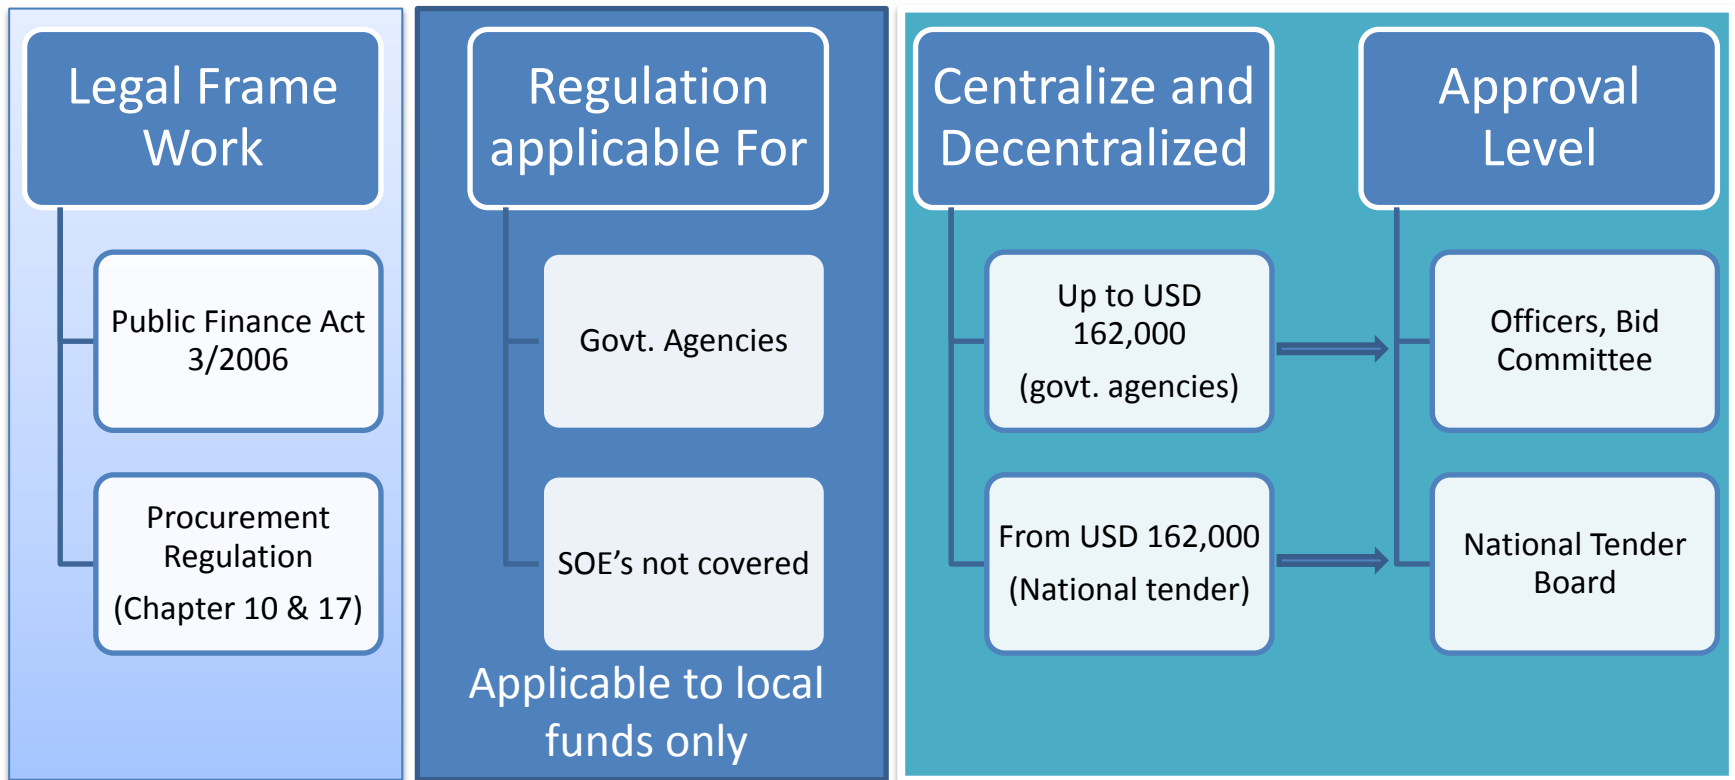 Legal Frame
Work
Public Finance Act
3/2006
Procurement
Regulation
(Chapter 10 & 17)
Regulation
applicable For
Govt. Agencies
SOE’s not covered
Applicable to local
funds only
Centralize and
Decentralized
Up to USD
162,000
(govt. agencies)
From USD 162,000
(National tender)
Approval
Level
Officers, Bid
Committee
National Tender
Board